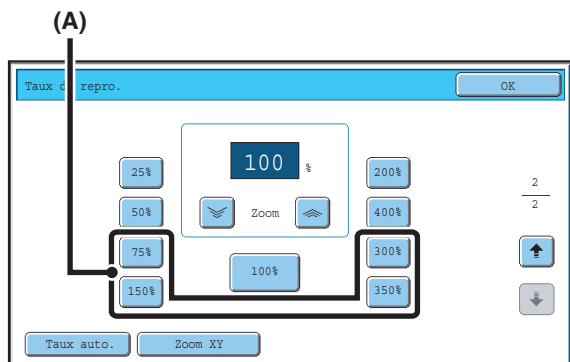 (A)
Taux de repro.
OK
100 %
25%
200%
2
2
50%
Zoom
400%
75%
300%
100%
150%
350%
Taux auto.
Zoom XY